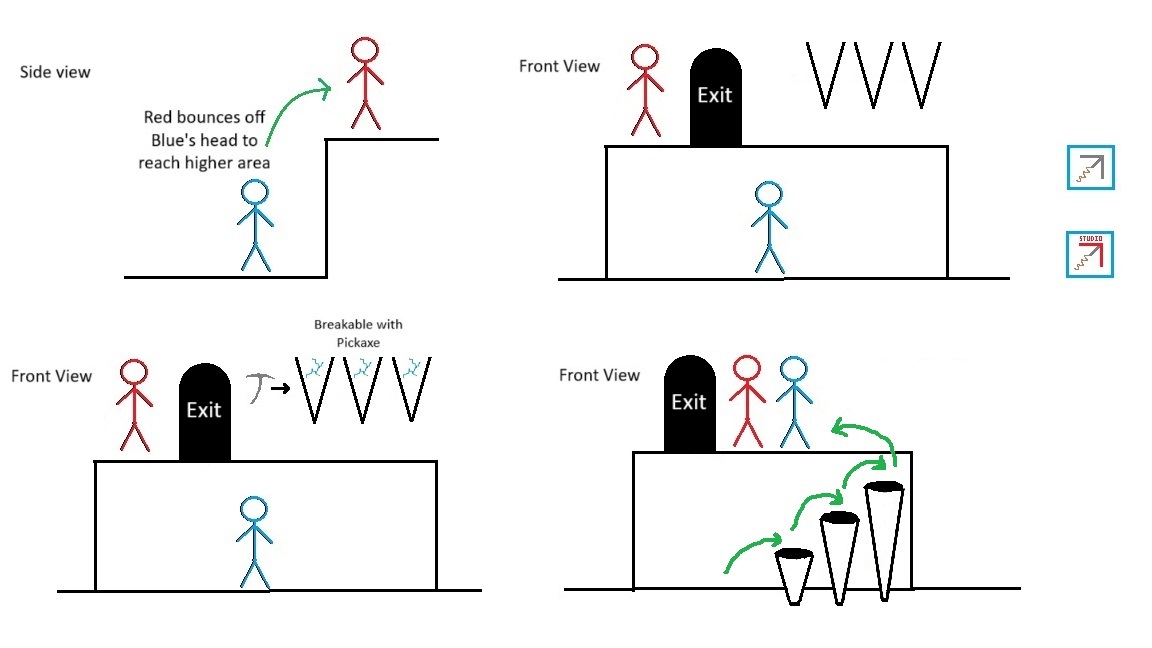 Side view
Red bounces off
Blue's head to
reach higher area
Front View
Exit
STUDIO
Breakable with
Pickaxe
Front View
Exit
Front View
Exit